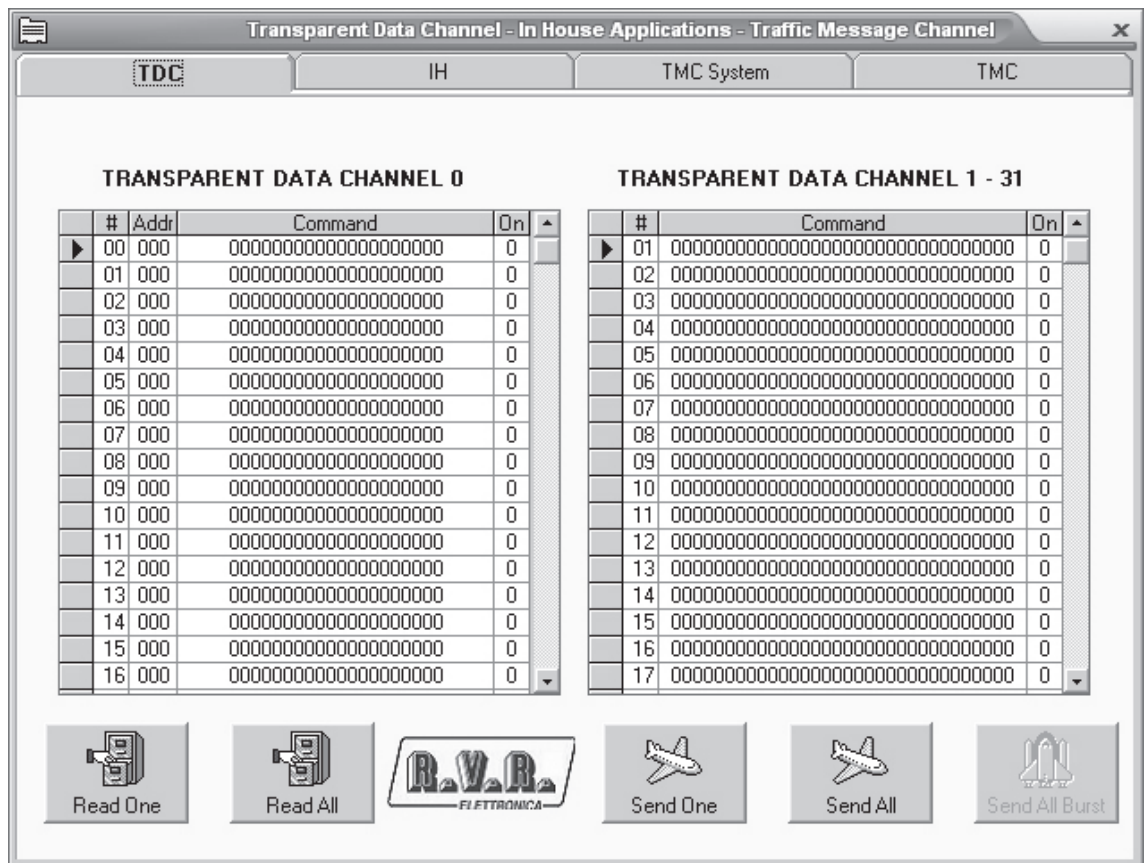 Transparent Data Channel - In House Applications - Traffic Message Channel
TDC IH TMC System TMC
TRANSPARENT DATA CHANNEL 0
# Addr Command On
00 000 00000000000000000000 0
01 000 00000000000000000000 0
02 000 00000000000000000000 0
03 000 00000000000000000000 0
04 000 00000000000000000000 0
05 000 00000000000000000000 0
06 000 00000000000000000000 0
07 000 00000000000000000000 0
08 000 00000000000000000000 0
09 000 00000000000000000000 0
10 000 00000000000000000000 0
11 000 00000000000000000000 0
12 000 00000000000000000000 0
13 000 00000000000000000000 0
14 000 00000000000000000000 0
15 000 00000000000000000000 0
16 000 00000000000000000000 0
TRANSPARENT DATA CHANNEL 1 - 31
# Command On
01 00000000000000000000000000000000 0
02 00000000000000000000000000000000 0
03 00000000000000000000000000000000 0
04 00000000000000000000000000000000 0
05 00000000000000000000000000000000 0
06 00000000000000000000000000000000 0
07 00000000000000000000000000000000 0
08 00000000000000000000000000000000 0
09 00000000000000000000000000000000 0
10 00000000000000000000000000000000 0
11 00000000000000000000000000000000 0
12 00000000000000000000000000000000 0
13 00000000000000000000000000000000 0
14 00000000000000000000000000000000 0
15 00000000000000000000000000000000 0
16 00000000000000000000000000000000 0
17 00000000000000000000000000000000 0
Read One
Read All
R.V.R.
ELETTRONICA
Send One
Send All
Send All Burst